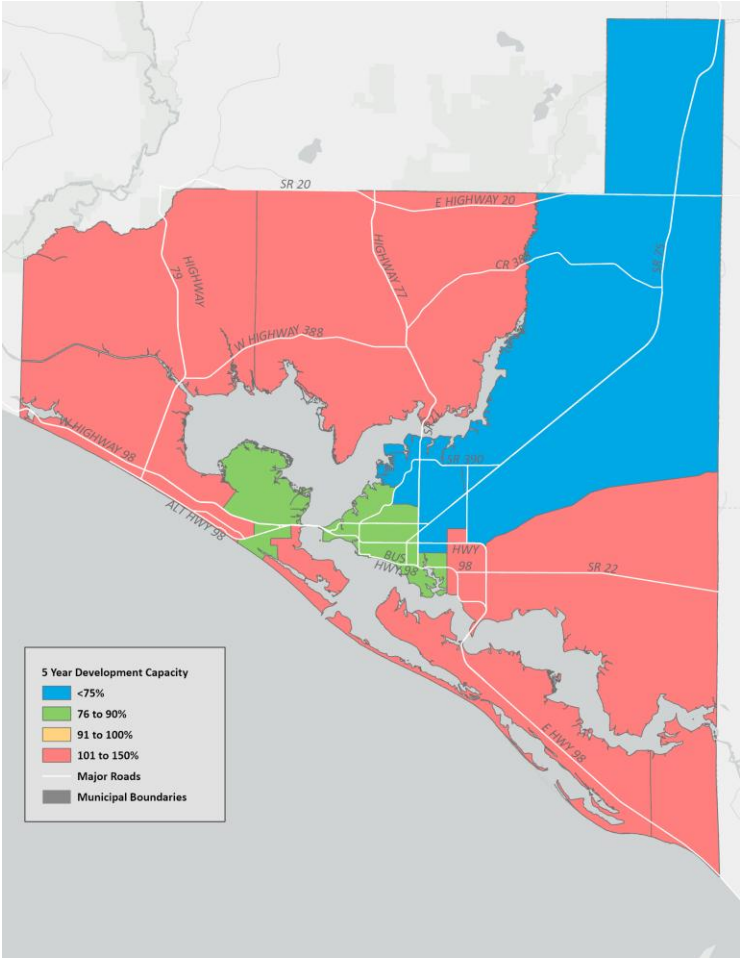 SR 20
E HIGHWAY 20
HIGHWAY
79
HIGHWAY 77
CR 388
SR 75
W HIGHWAY 388
W HIGHWAY 98
SR 390
ALT HWY 98
BUS
HWY 98
HWY
98
SR 22
E HWY 98
5 Year Development Capacity
<75%
76 to 90%
91 to 100%
101 to 150%
Major Roads
Municipal Boundaries